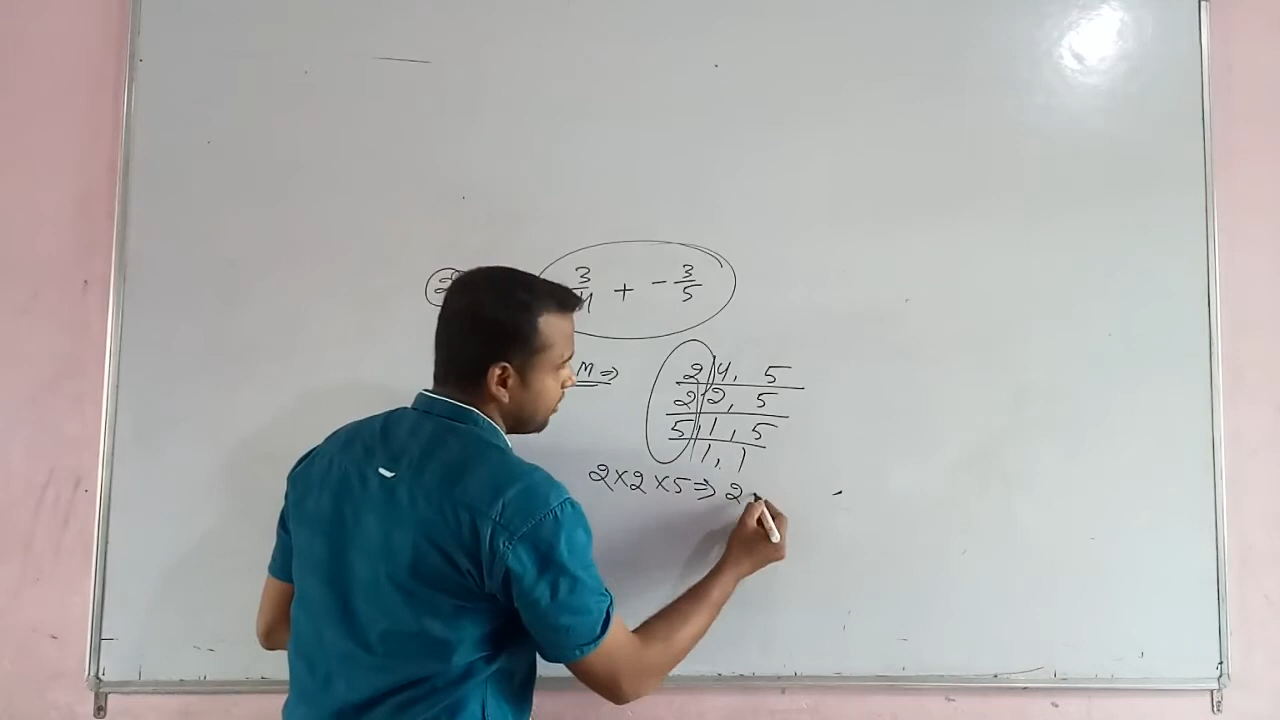 2 3/4 + - 3/5
M ⇒ 2 | 4, 5
2 | 2, 5
5 | 1, 5
1, 1
2 × 2 × 5 ⇒ 2